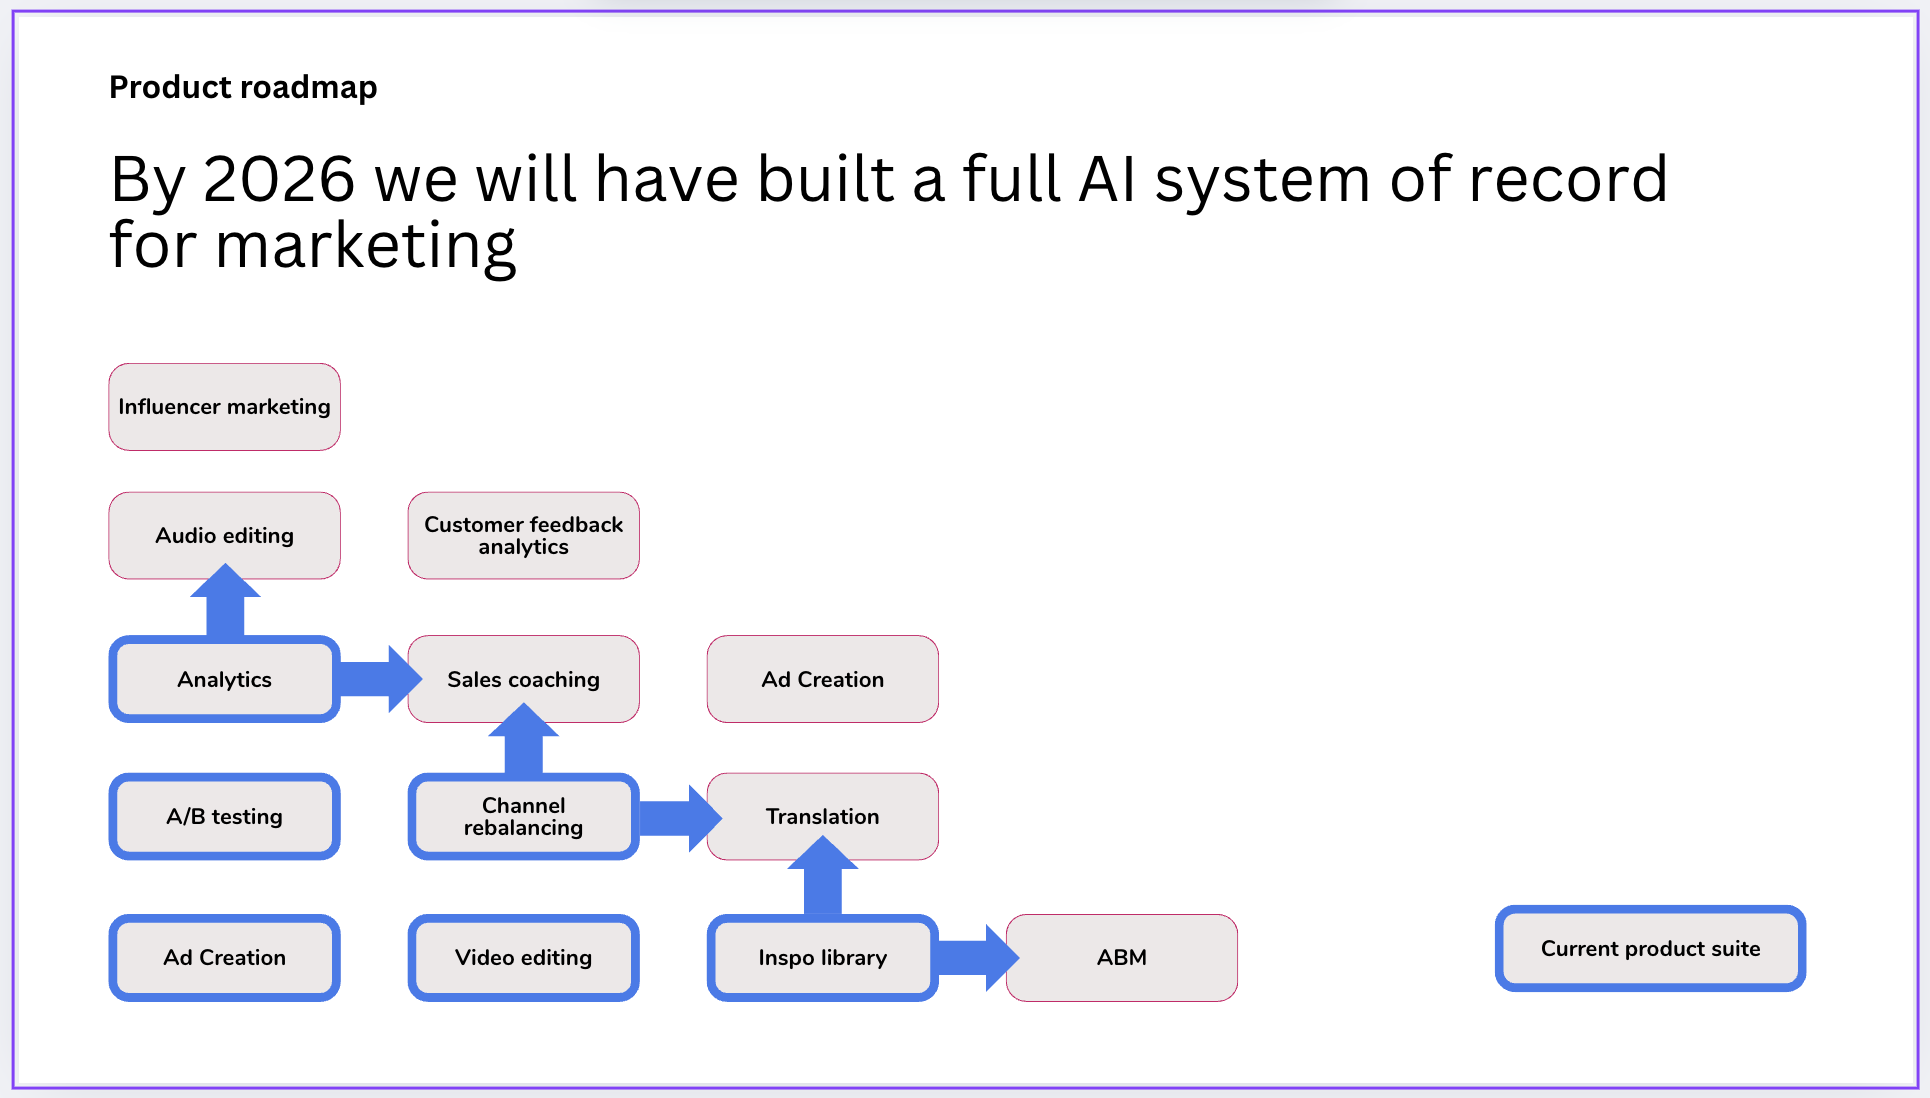 Product roadmap
By 2026 we will have built a full AI system of record
for marketing
Influencer marketing
Audio editing
Customer feedback
analytics
Analytics
Sales coaching
Ad Creation
A/B testing
Channel
rebalancing
Translation
Ad Creation
Video editing
Inspo library
ABM
Current product suite